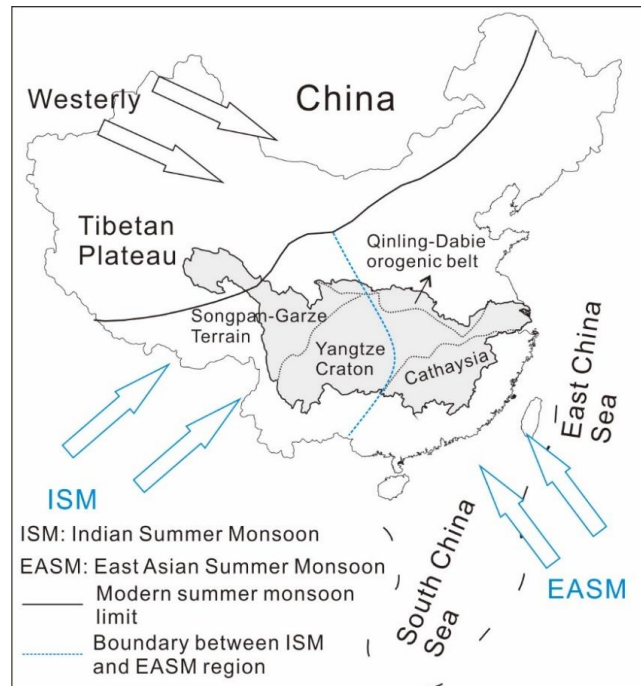 Westerly
China
Tibetan
Plateau
Qinling-Dabie
orogenic belt
Songpan-Garze
Terrain
Yangtze
Craton
Cathaysia
East China
Sea
ISM
ISM: Indian Summer Monsoon
EASM: East Asian Summer Monsoon
Modern summer monsoon
limit
Boundary between ISM
and EASM region
South China
Sea
EASM